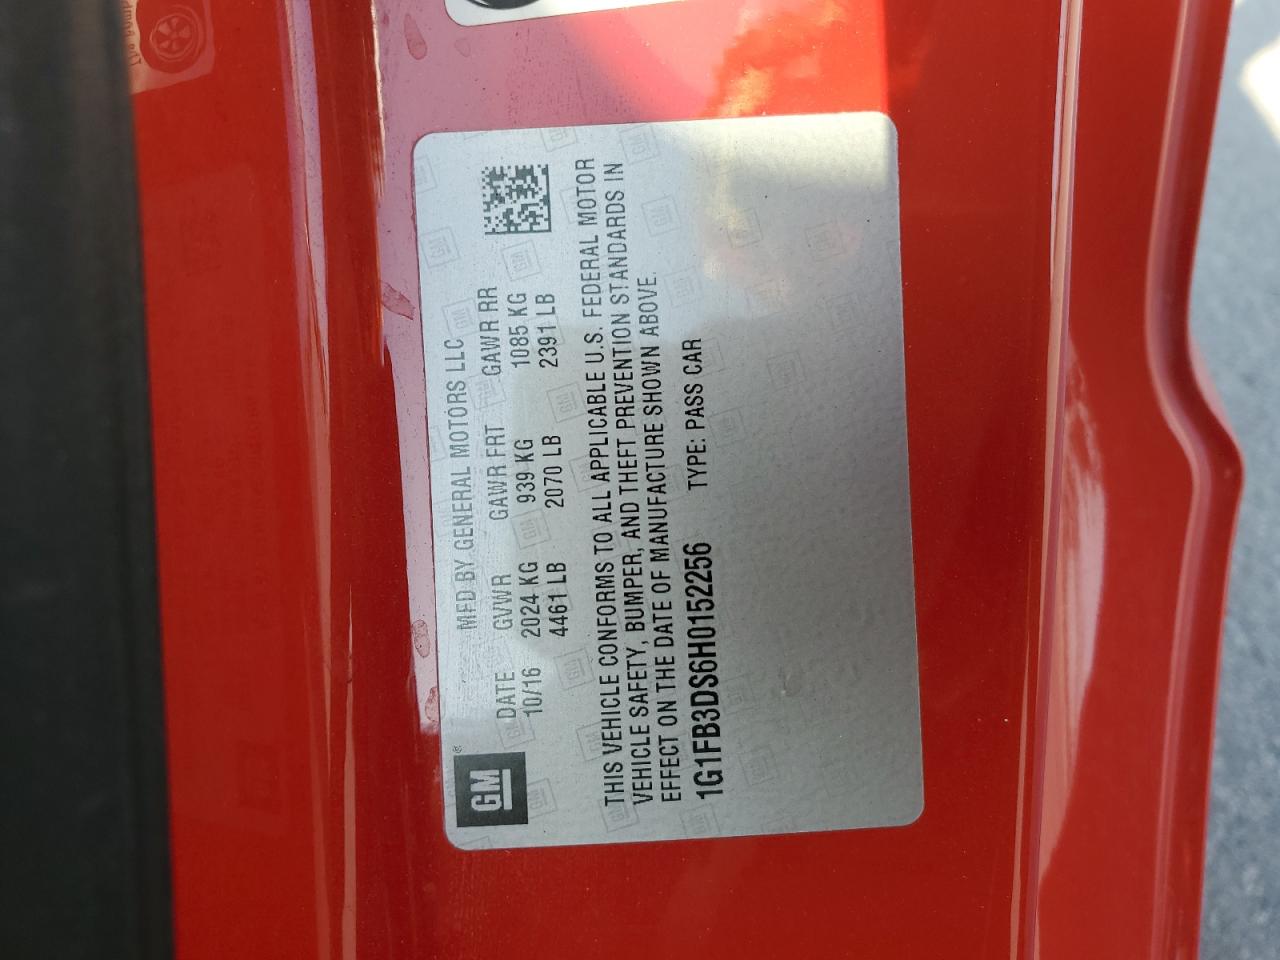 GM®
MFD BY GENERAL MOTORS LLC
DATE GVWR GAWR FRT GAWR RR
10/16 2024 KG 939 KG 1085 KG
4461 LB 2070 LB 2391 LB
THIS VEHICLE CONFORMS TO ALL APPLICABLE U.S. FEDERAL MOTOR
VEHICLE SAFETY, BUMPER, AND THEFT PREVENTION STANDARDS IN
EFFECT ON THE DATE OF MANUFACTURE SHOWN ABOVE.
1G1FB3DS6H0152256 TYPE: PASS CAR